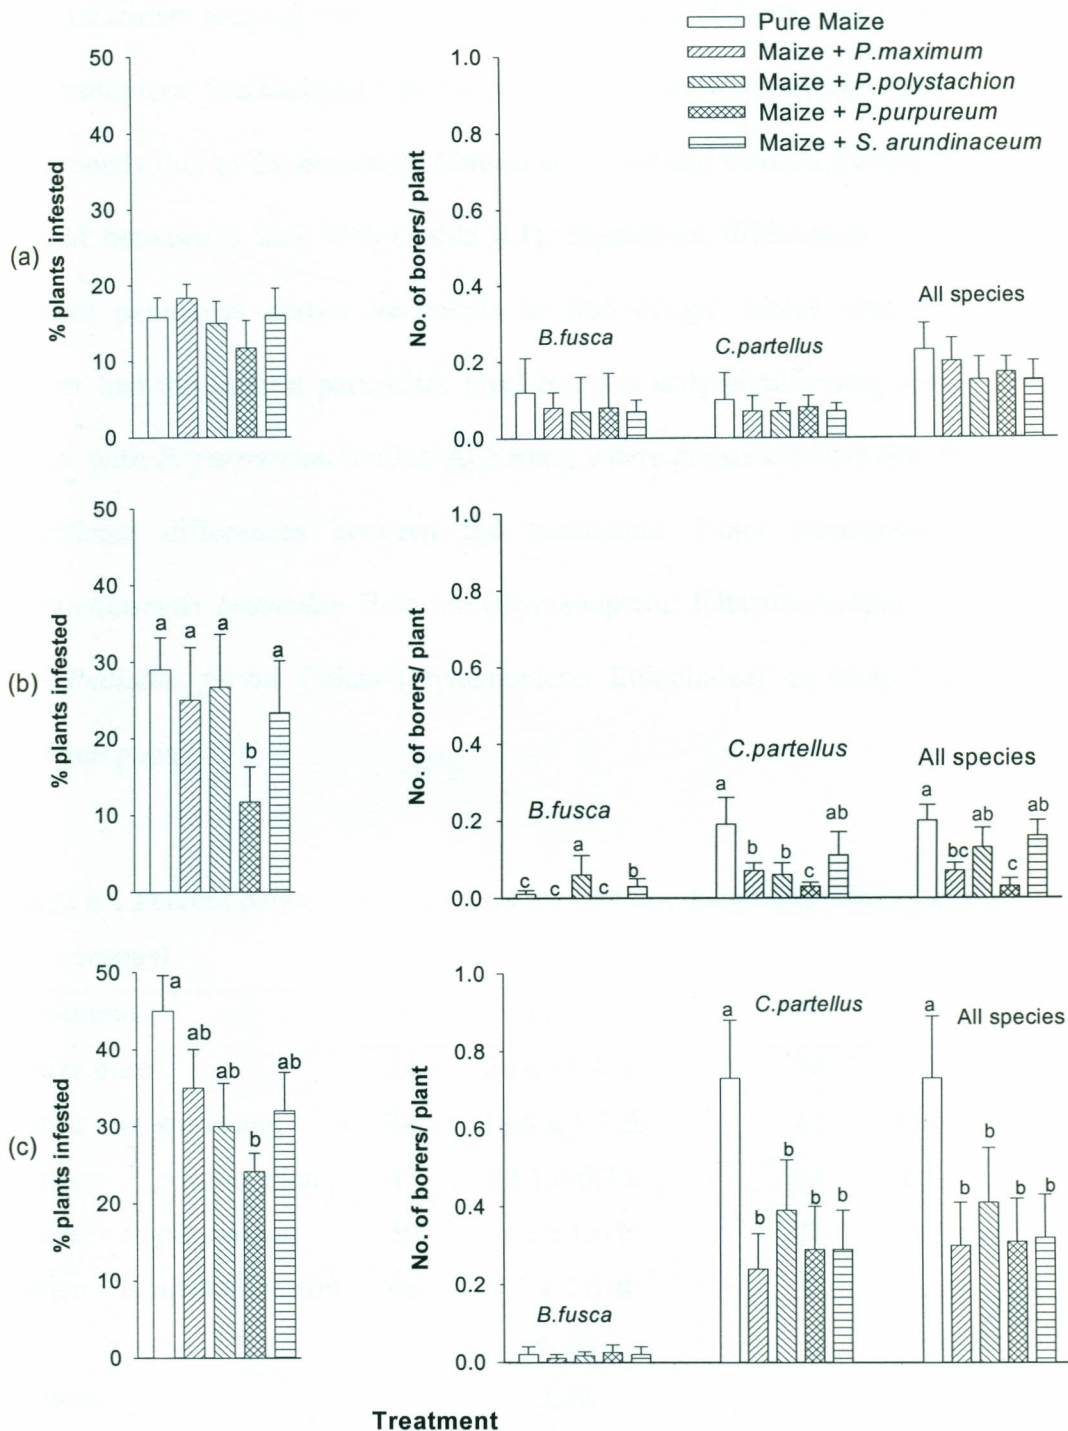 Pure Maize
Maize + P.maximum
Maize + P.polystachion
Maize + P.purpureum
Maize + S. arundinaceum
(a)
% plants infested
50
40
30
20
10
0
No. of borers/ plant
1.0
0.8
0.6
0.4
0.2
0.0
B.fusca
C.partellus
All species
(b)
% plants infested
50
40
30
20
10
0
a a a b a
No. of borers/plant
1.0
0.8
0.6
0.4
0.2
0.0
B.fusca
c c a c b
C.partellus
a b b c ab
All species
a bc ab c ab
(c)
% plants infested
50
40
30
20
10
0
a ab ab b ab
No. of borers/ plant
1.0
0.8
0.6
0.4
0.2
0.0
B.fusca
C.partellus
a b b b b
All species
a b b b b
Treatment